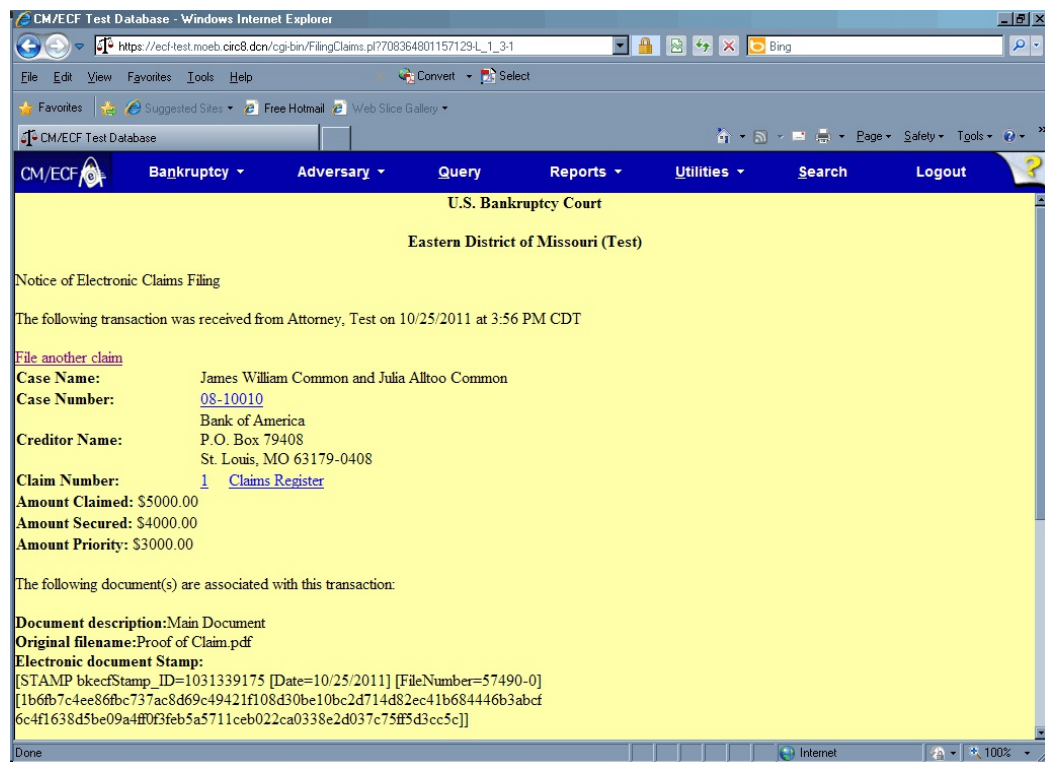 CM/ECF Test Database - Windows Internet Explorer
https://ecf-test.moeb.circ8.dcn/cgi-bin/FilingClaims.pl?708364801157129-L_1_3-1
Bing
File Edit View Favorites Tools Help
Convert Select
Favorites Suggested Sites Free Hotmail Web Slice Gallery
CM/ECF Test Database
Page Safety Tools »
CM/ECF Bankruptcy Adversary Query Reports Utilities Search Logout ?
U.S. Bankruptcy Court
Eastern District of Missouri (Test)
Notice of Electronic Claims Filing
The following transaction was received from Attorney, Test on 10/25/2011 at 3:56 PM CDT
File another claim
Case Name: James William Common and Julia Alltoo Common
Case Number: 08-10010
Bank of America
Creditor Name: P.O. Box 79408
St. Louis, MO 63179-0408
Claim Number: 1 Claims Register
Amount Claimed: $5000.00
Amount Secured: $4000.00
Amount Priority: $3000.00
The following document(s) are associated with this transaction:
Document description:Main Document
Original filename:Proof of Claim.pdf
Electronic document Stamp:
[STAMP bkecfStamp_ID=1031339175 [Date=10/25/2011] [FileNumber=57490-0]
[1b6fb7c4ee86fbc737ac8d69c49421f108d30be10bc2d714d82ec41b684446b3abcf
6c4f1638d5be09a4ff0f3feb5a5711ceb022ca0338e2d037c75ff5d3cc5c]]
Done Internet 100%